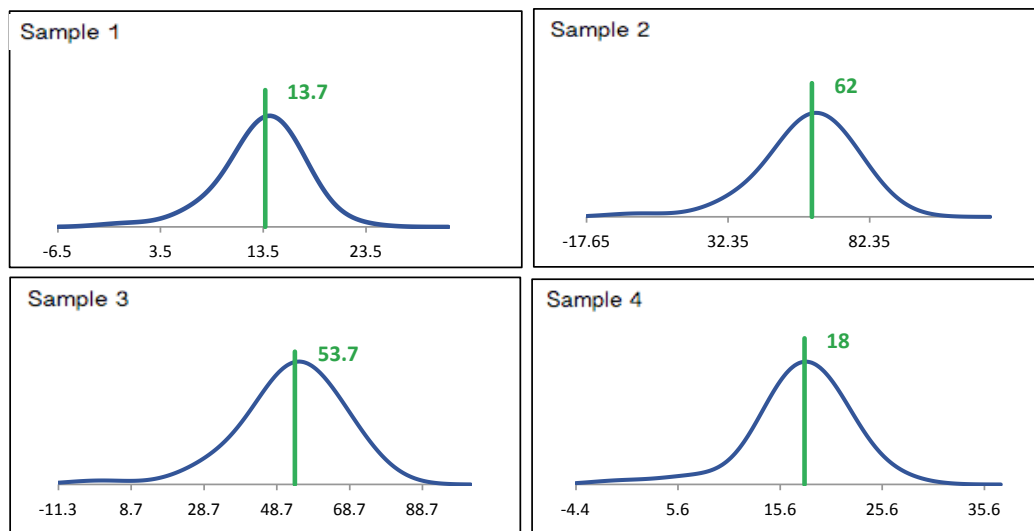 Sample 1
13.7
-6.5 3.5 13.5 23.5
Sample 2
62
-17.65 32.35 82.35
Sample 3
53.7
-11.3 8.7 28.7 48.7 68.7 88.7
Sample 4
18
-4.4 5.6 15.6 25.6 35.6